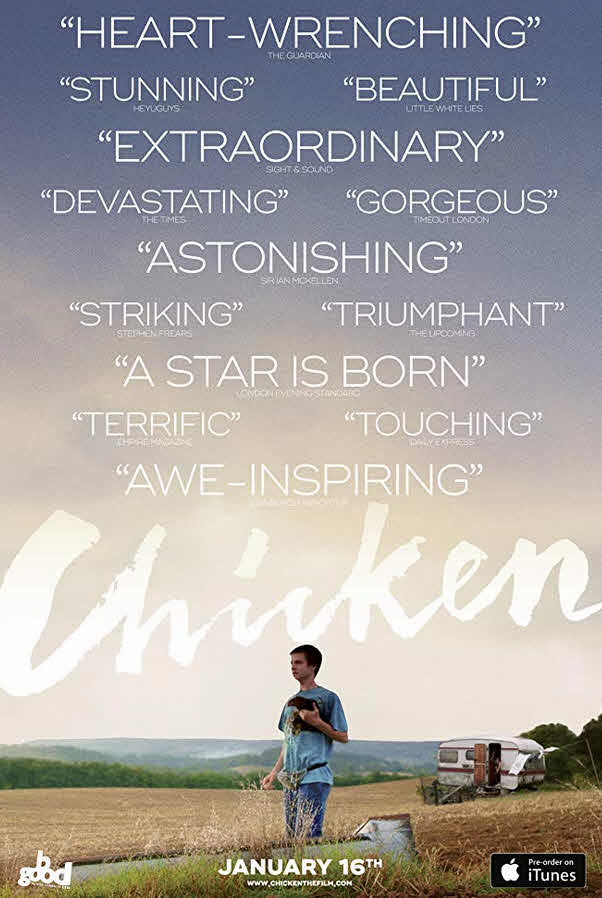 “HEART-WRENCHING”
THE GUARDIAN
“STUNNING” “BEAUTIFUL”
HEYUGUYS LITTLE WHITE LIES
“EXTRAORDINARY”
SIGHT & SOUND
“DEVASTATING” “GORGEOUS”
THE TIMES TIMEOUT LONDON
“ASTONISHING”
SIR IAN MCKELLEN
“STRIKING” “TRIUMPHANT”
STEPHEN FREARS THE UPCOMING
“A STAR IS BORN”
LONDON EVENING STANDARD
“TERRIFIC” “TOUCHING”
EMPIRE MAGAZINE DAILY EXPRESS
“AWE-INSPIRING”
Chicken
JANUARY 16TH
WWW.CHICKENTHEFILM.COM
Pre-order on
iTunes